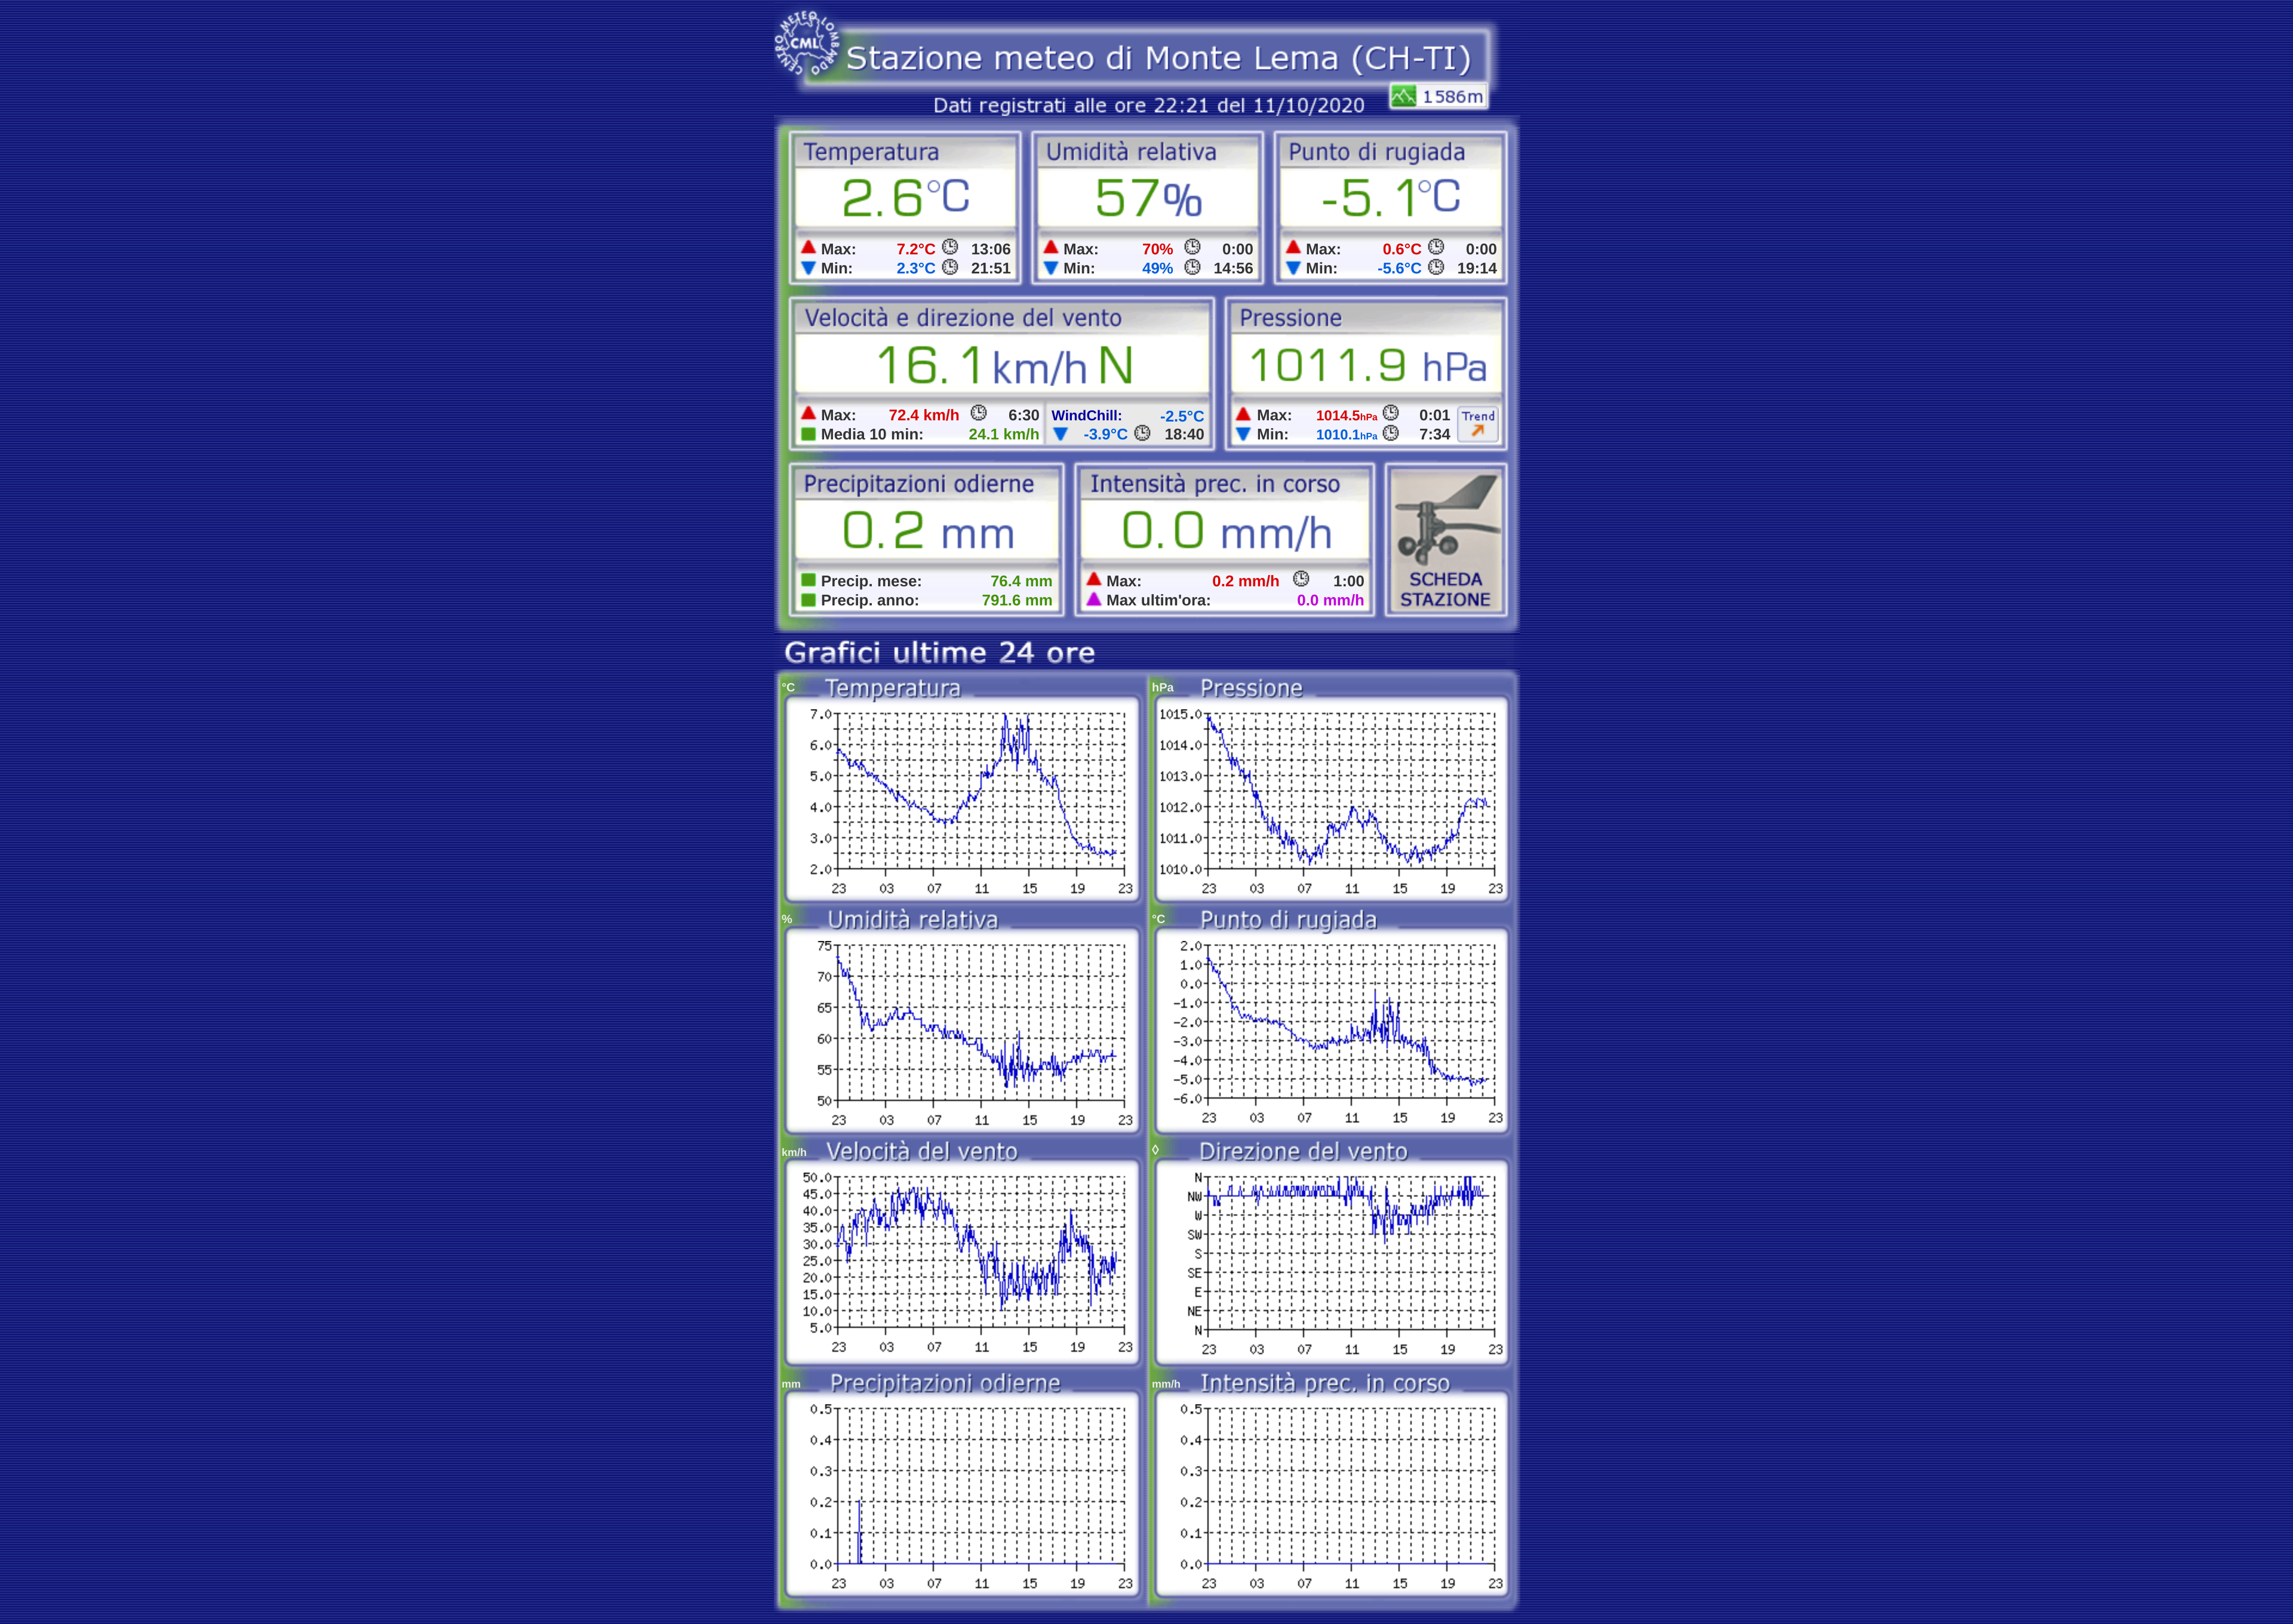 CENTRO METEO LOMBARDO
CML
Stazione meteo di Monte Lema (CH-TI)
1586m
Dati registrati alle ore 22:21 del 11/10/2020
Temperatura
2.6°C
Max: 7.2°C 13:06
Min: 2.3°C 21:51
Umidità relativa
57%
Max: 70% 0:00
Min: 49% 14:56
Punto di rugiada
-5.1°C
Max: 0.6°C 0:00
Min: -5.6°C 19:14
Velocità e direzione del vento
16.1 km/h N
Max: 72.4 km/h 6:30
Media 10 min: 24.1 km/h
WindChill: -2.5°C
-3.9°C 18:40
Pressione
1011.9 hPa
Max: 1014.5hPa 0:01
Min: 1010.1hPa 7:34
Trend
Precipitazioni odierne
0.2 mm
Precip. mese: 76.4 mm
Precip. anno: 791.6 mm
Intensità prec. in corso
0.0 mm/h
Max: 0.2 mm/h 1:00
Max ultim'ora: 0.0 mm/h
SCHEDA
STAZIONE
Grafici ultime 24 ore
°C Temperatura
7.0
6.0
5.0
4.0
3.0
2.0
23 03 07 11 15 19 23
hPa Pressione
1015.0
1014.0
1013.0
1012.0
1011.0
1010.0
23 03 07 11 15 19 23
% Umidità relativa
75
70
65
60
55
50
23 03 07 11 15 19 23
°C Punto di rugiada
2.0
1.0
0.0
-1.0
-2.0
-3.0
-4.0
-5.0
-6.0
23 03 07 11 15 19 23
km/h Velocità del vento
50.0
45.0
40.0
35.0
30.0
25.0
20.0
15.0
10.0
5.0
23 03 07 11 15 19 23
◊ Direzione del vento
N
NW
W
SW
S
SE
E
NE
N
23 03 07 11 15 19 23
mm Precipitazioni odierne
0.5
0.4
0.3
0.2
0.1
0.0
23 03 07 11 15 19 23
mm/h Intensità prec. in corso
0.5
0.4
0.3
0.2
0.1
0.0
23 03 07 11 15 19 23